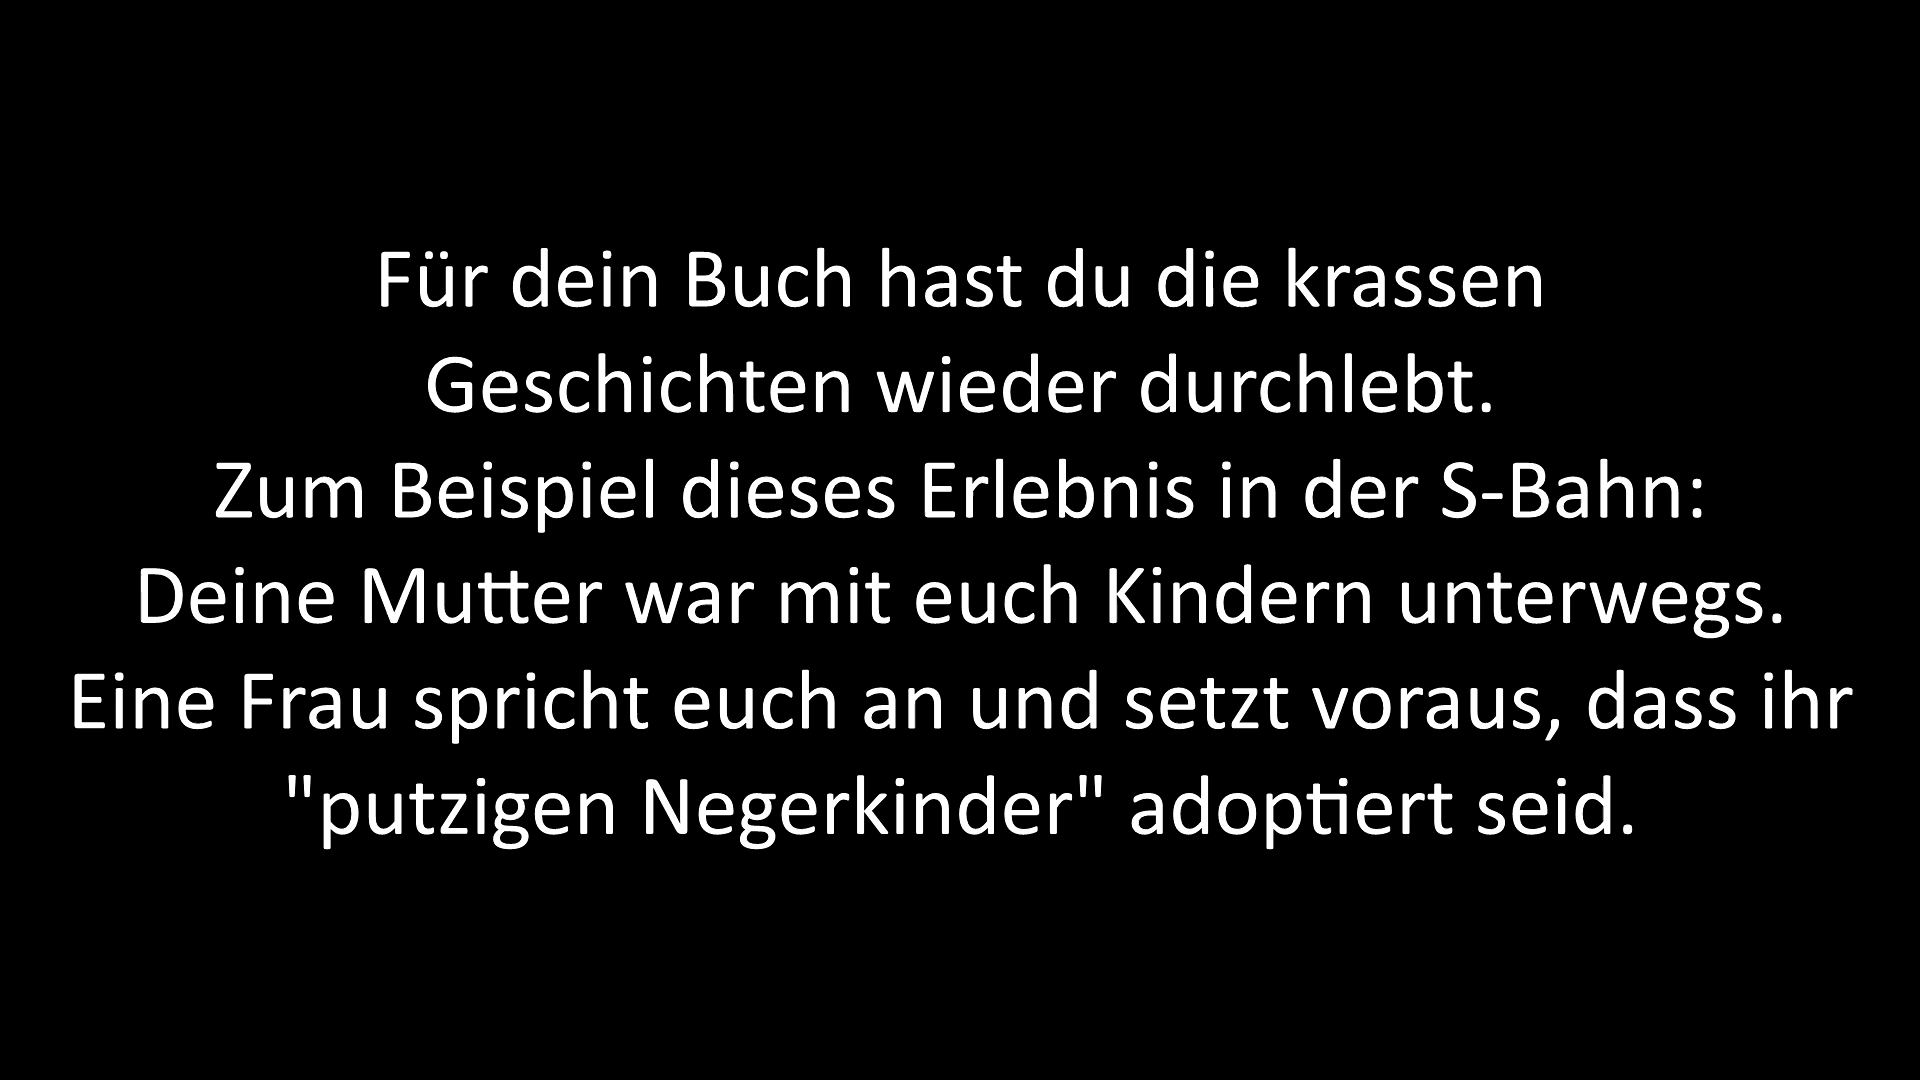 Für dein Buch hast du die krassen
Geschichten wieder durchlebt.
Zum Beispiel dieses Erlebnis in der S-Bahn:
Deine Mutter war mit euch Kindern unterwegs.
Eine Frau spricht euch an und setzt voraus, dass ihr
"putzigen Negerkinder" adoptiert seid.